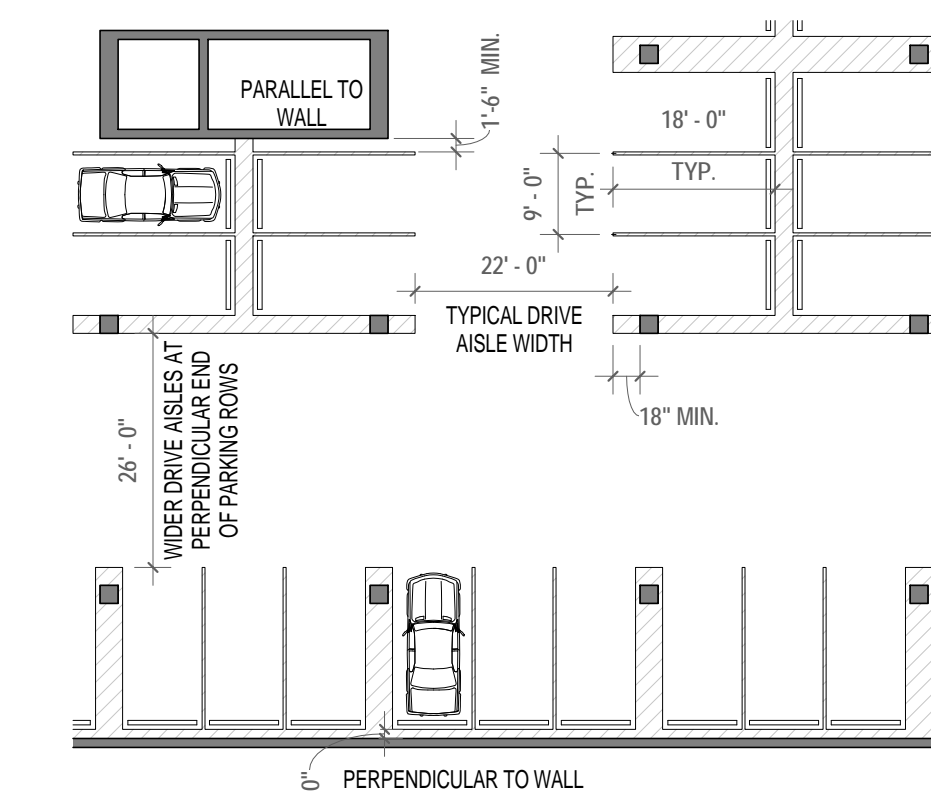 PARALLEL TO
WALL
1'-6" MIN.
18' - 0"
TYP.
9' - 0"
TYP.
22' - 0"
TYPICAL DRIVE
AISLE WIDTH
18" MIN.
26' - 0"
WIDER DRIVE AISLES AT
PERPENDICULAR END
OF PARKING ROWS
0"
PERPENDICULAR TO WALL